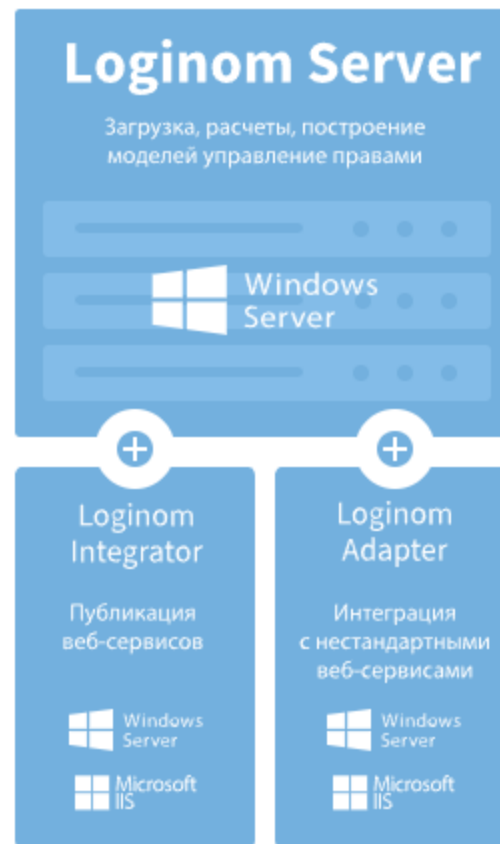 Loginom Server
Загрузка, расчеты, построение
моделей управление правами
Windows
Server
Loginom
Integrator
Публикация
веб-сервисов
Windows
Server
Microsoft
IIS
Loginom
Adapter
Интеграция
с нестандартными
веб-сервисами
Windows
Server
Microsoft
IIS